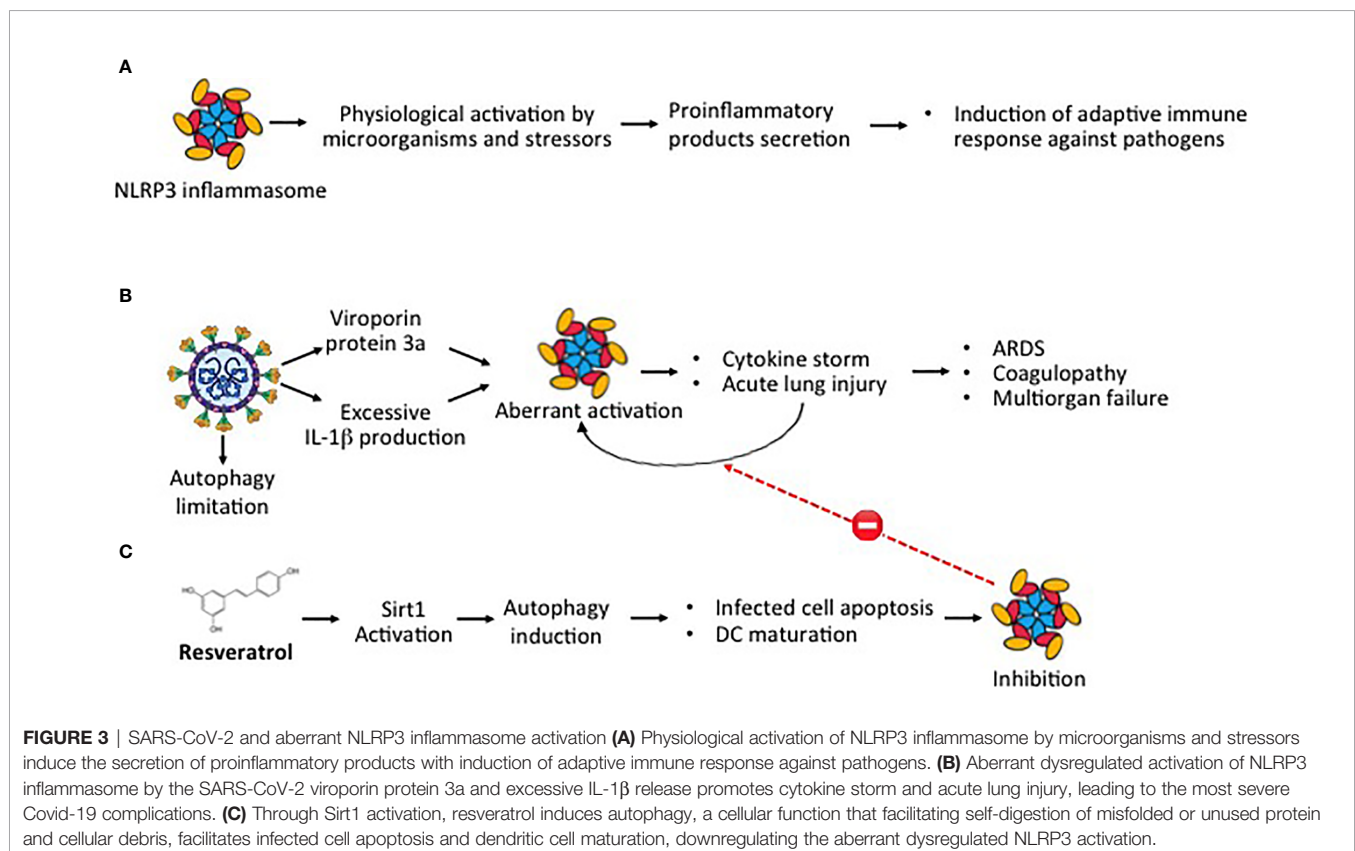 A
NLRP3 inflammasome
Physiological activation by
microorganisms and stressors
Proinflammatory
products secretion
• Induction of adaptive immune
response against pathogens
B
Viroporin
protein 3a
Excessive
IL-1β production
Autophagy
limitation
Aberrant activation
• Cytokine storm
• Acute lung injury
• ARDS
• Coagulopathy
• Multiorgan failure
C
HO
OH
OH
Resveratrol
Sirt1
Activation
Autophagy
induction
• Infected cell apoptosis
• DC maturation
Inhibition
FIGURE 3 | SARS-CoV-2 and aberrant NLRP3 inflammasome activation (A) Physiological activation of NLRP3 inflammasome by microorganisms and stressors
induce the secretion of proinflammatory products with induction of adaptive immune response against pathogens. (B) Aberrant dysregulated activation of NLRP3
inflammasome by the SARS-CoV-2 viroporin protein 3a and excessive IL-1β release promotes cytokine storm and acute lung injury, leading to the most severe
Covid-19 complications. (C) Through Sirt1 activation, resveratrol induces autophagy, a cellular function that facilitating self-digestion of misfolded or unused protein
and cellular debris, facilitates infected cell apoptosis and dendritic cell maturation, downregulating the aberrant dysregulated NLRP3 activation.